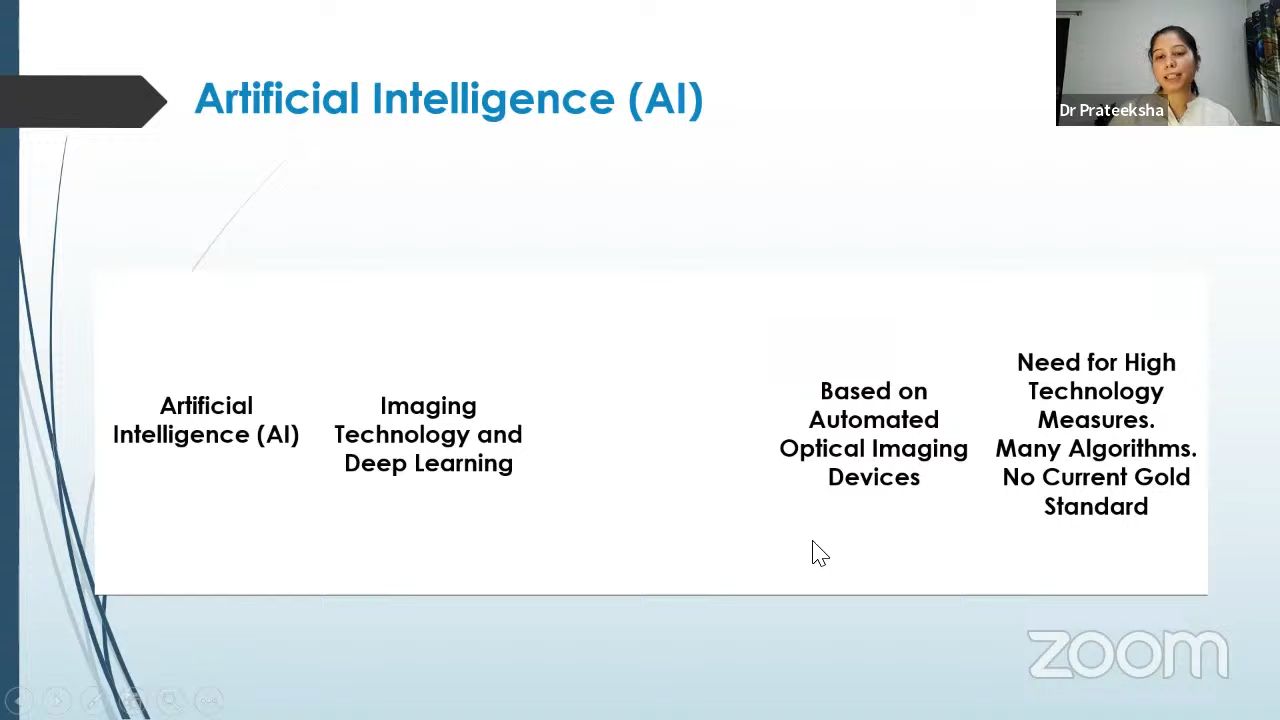 Artificial Intelligence (AI)
Dr Prateeksha
Artificial
Intelligence (AI)
Imaging
Technology and
Deep Learning
Based on
Automated
Optical Imaging
Devices
Need for High
Technology
Measures.
Many Algorithms.
No Current Gold
Standard
zoom